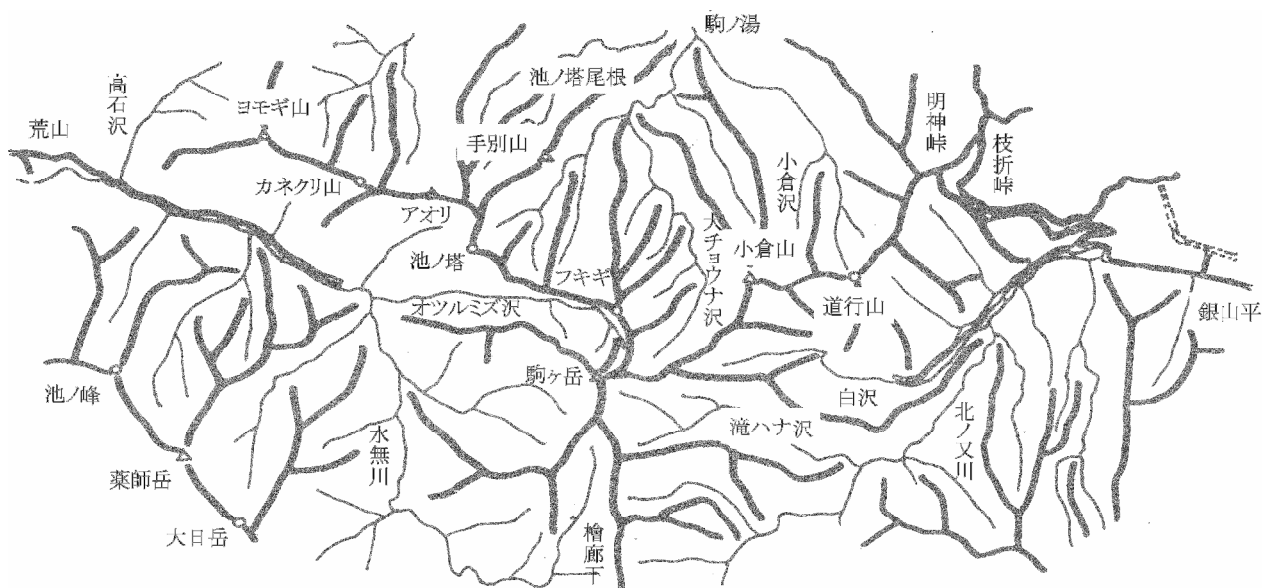 駒ノ湯
池ノ塔尾根
高石沢
ヨモギ山
荒山
手別山
明神峠
枝折峠
カネクリ山
アオリ
小倉沢
池ノ塔
フキギ
大チョウナ沢
小倉山
道行山
オツルミズ沢
銀山平
駒ヶ岳
池ノ峰
白沢
滝ハナ沢
北ノ又川
水無川
薬師岳
大日岳
檜廊下